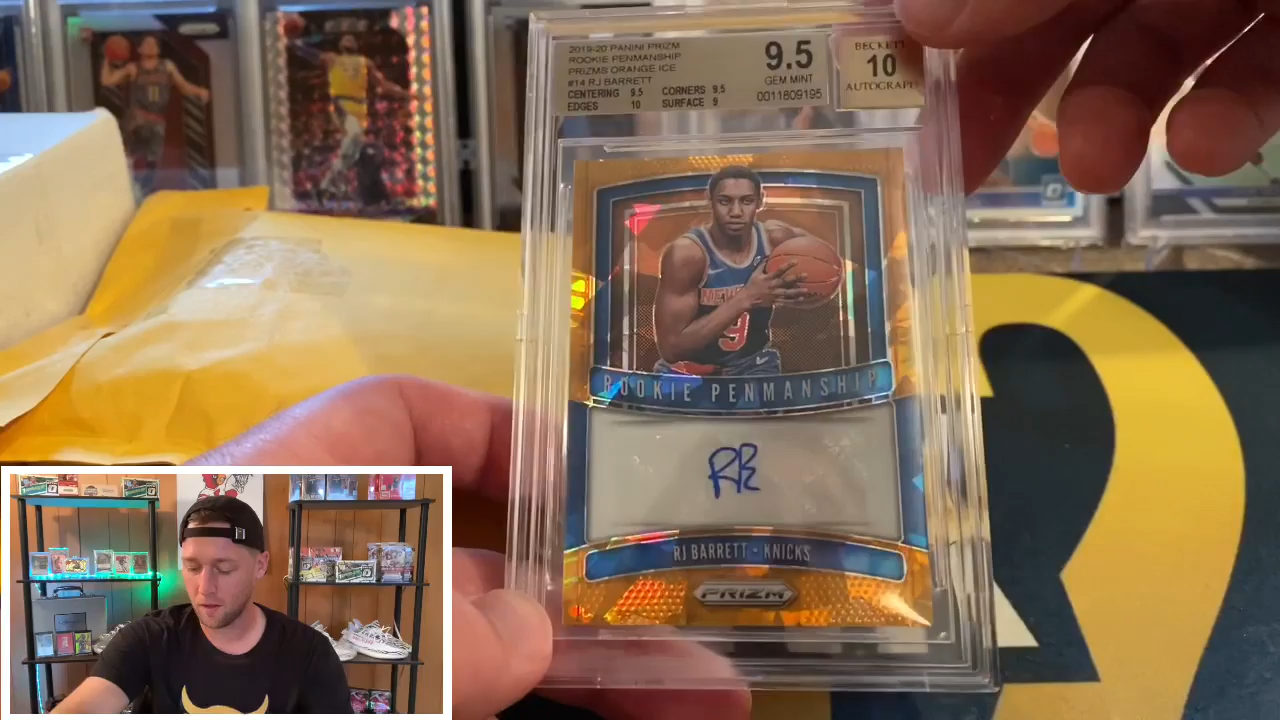 2019-20 PANINI PRIZM
ROOKIE PENMANSHIP
PRIZMS ORANGE ICE
#14 RJ BARRETT
CENTERING 9.5 CORNERS 9.5
EDGES 10 SURFACE 9
9.5
GEM MINT
0011809195
BECKETT
10
AUTOGRAPH
NEW
9
ROOKIE PENMANSHIP
RJ BARRETT • KNICKS
PRIZM